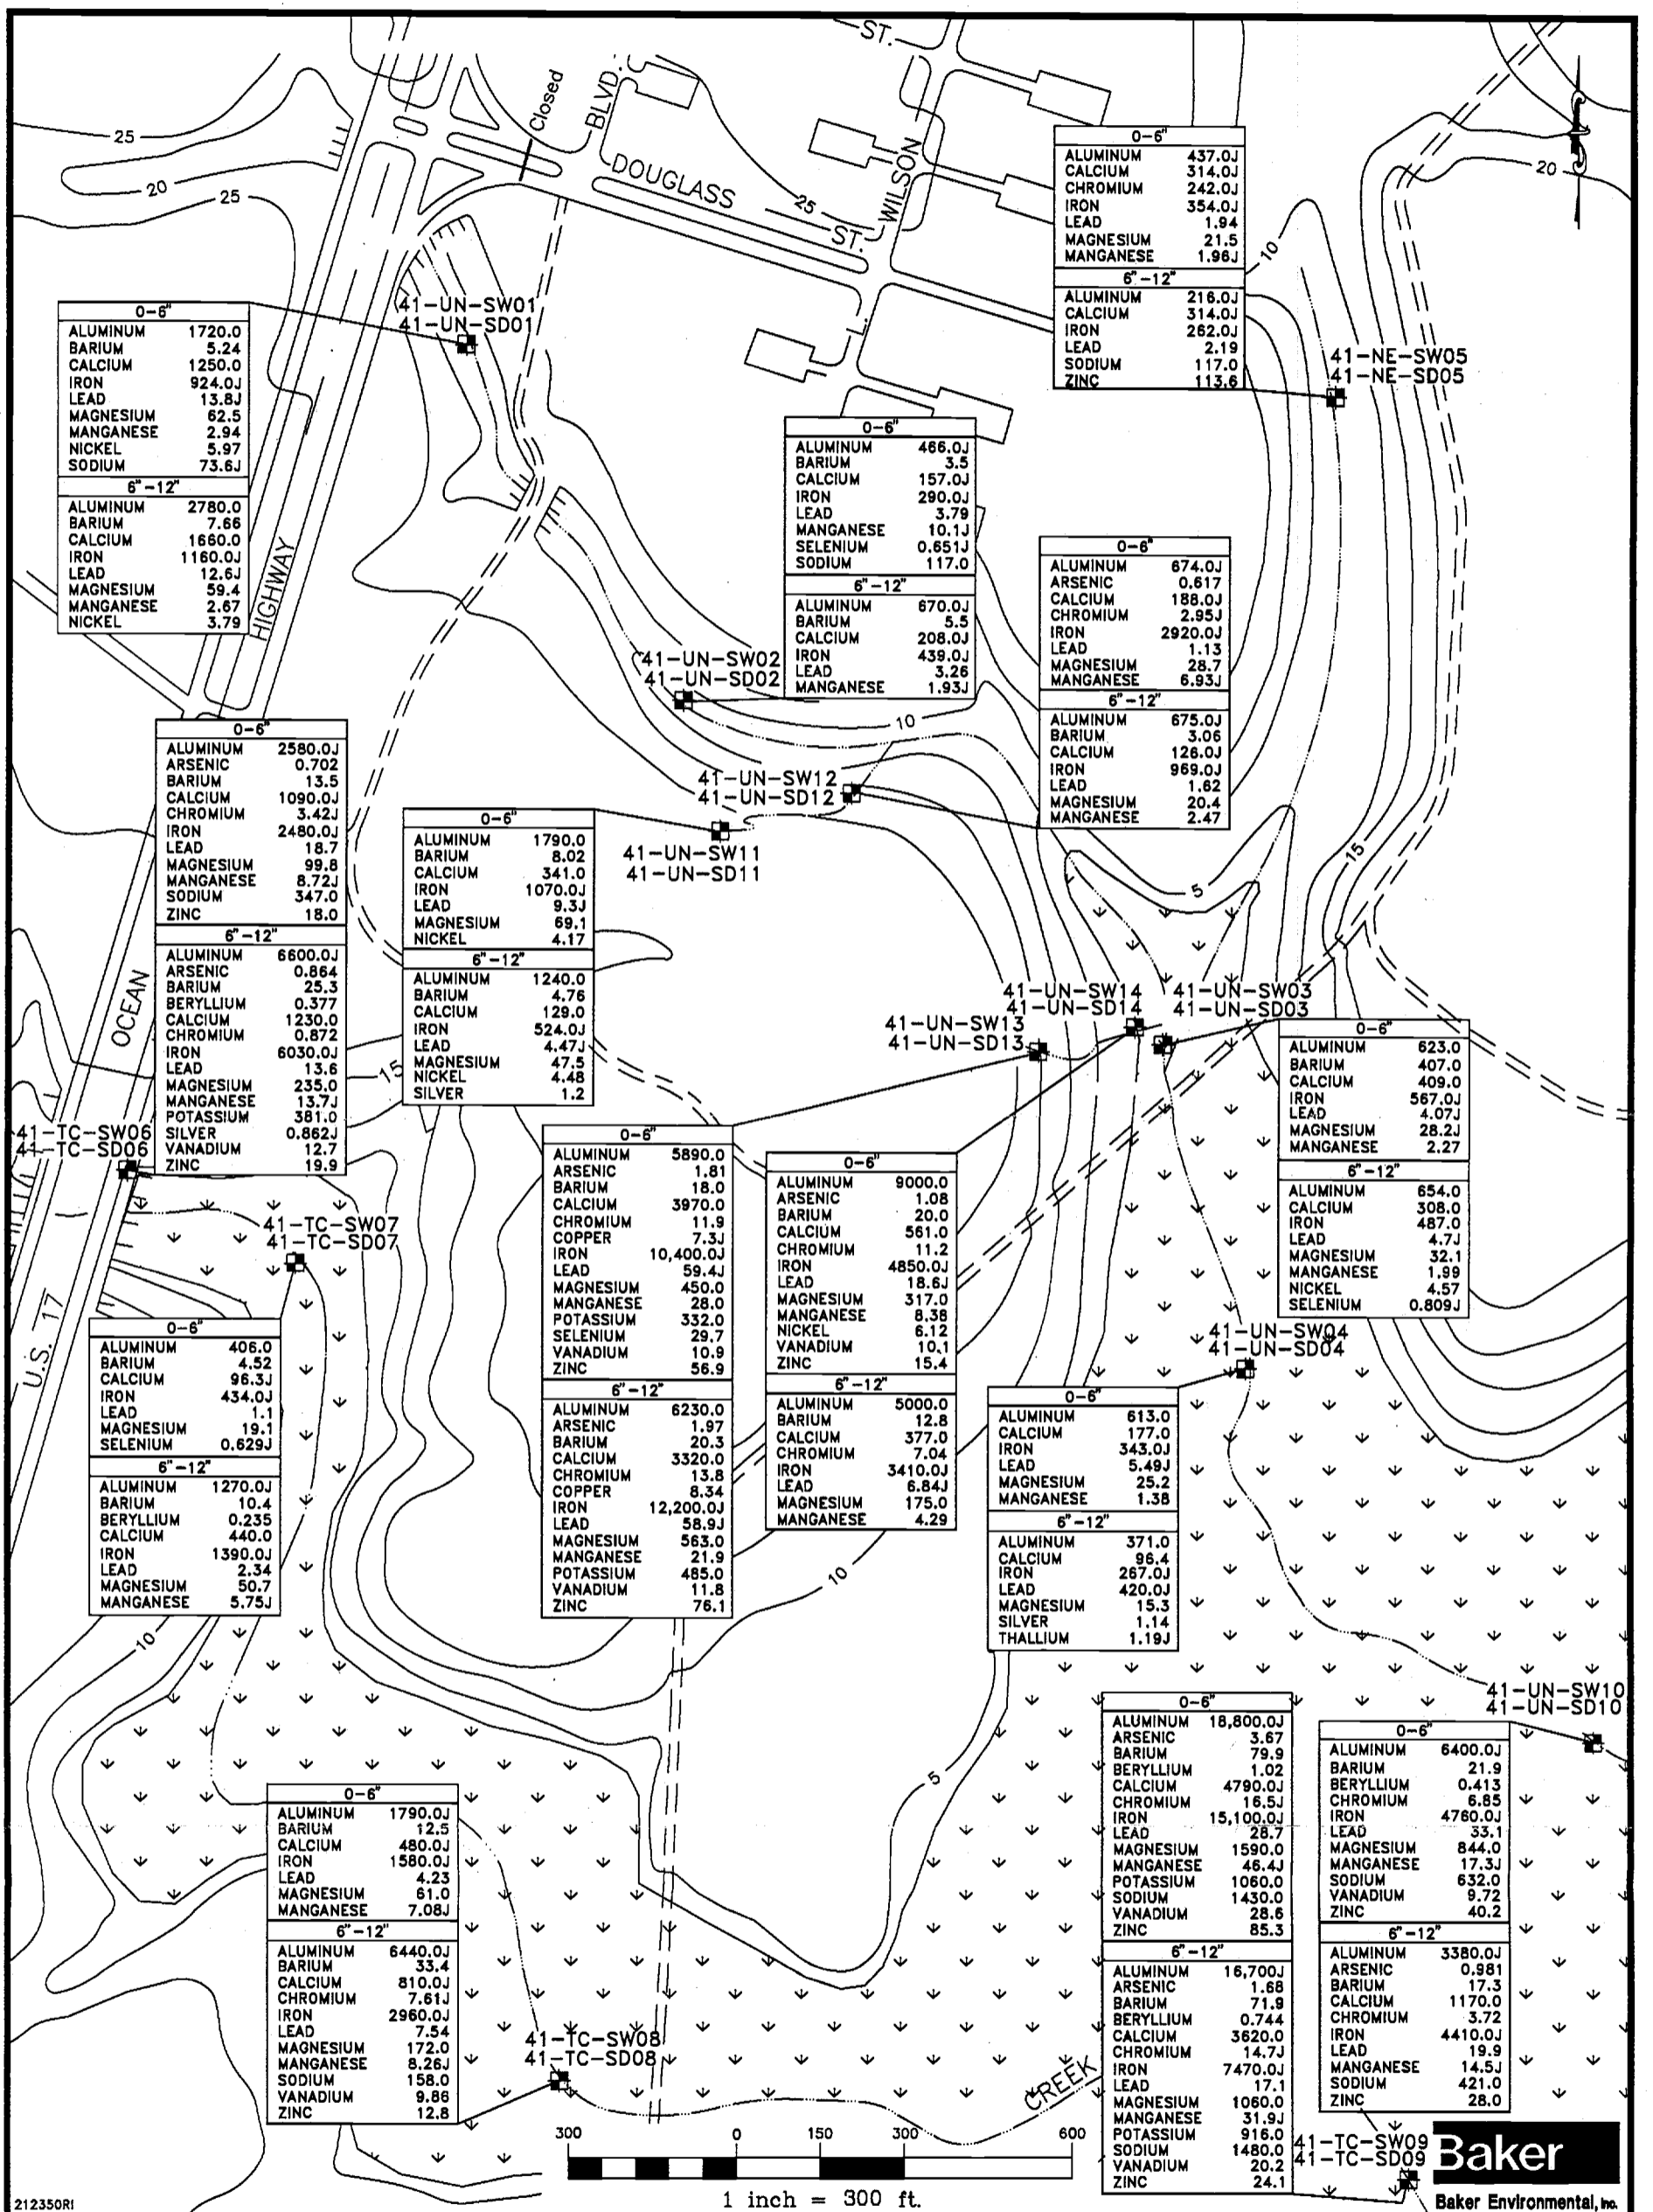 ST.
Closed
BLVD.
25
20
25
DOUGLASS
ST.
25
WILSON
L.
20
10
0-6"
ALUMINUM 437.0J
CALCIUM 314.0J
CHROMIUM 242.0J
IRON 354.0J
LEAD 1.94
MAGNESIUM 21.5
MANGANESE 1.96J
6"-12"
ALUMINUM 216.0J
CALCIUM 314.0J
IRON 262.0J
LEAD 2.19
SODIUM 117.0
ZINC 113.6
41-NE-SW05
41-NE-SD05
41-UN-SW01
41-UN-SD01
0-6"
ALUMINUM 1720.0
BARIUM 5.24
CALCIUM 1250.0
IRON 924.0J
LEAD 13.8J
MAGNESIUM 62.5
MANGANESE 2.94
NICKEL 5.97
SODIUM 73.6J
6"-12"
ALUMINUM 2780.0
BARIUM 7.66
CALCIUM 1660.0
IRON 1160.0J
LEAD 12.6J
MAGNESIUM 59.4
MANGANESE 2.67
NICKEL 3.79
HIGHWAY
0-6"
ALUMINUM 466.0J
BARIUM 3.5
CALCIUM 157.0J
IRON 290.0J
LEAD 3.79
MANGANESE 10.1J
SELENIUM 0.651J
SODIUM 117.0
6"-12"
ALUMINUM 670.0J
BARIUM 5.5
CALCIUM 208.0J
IRON 439.0J
LEAD 3.26
MANGANESE 1.93J
41-UN-SW02
41-UN-SD02
10
0-6"
ALUMINUM 674.0J
ARSENIC 0.617
CALCIUM 188.0J
CHROMIUM 2.95J
IRON 2920.0J
LEAD 1.13
MAGNESIUM 28.7
MANGANESE 6.93J
6"-12"
ALUMINUM 675.0J
BARIUM 3.06
CALCIUM 126.0J
IRON 969.0J
LEAD 1.62
MAGNESIUM 20.4
MANGANESE 2.47
41-UN-SW12
41-UN-SD12
41-UN-SW11
41-UN-SD11
15
5
0-6"
ALUMINUM 2580.0J
ARSENIC 0.702
BARIUM 13.5
CALCIUM 1090.0J
CHROMIUM 3.42J
IRON 2480.0J
LEAD 18.7
MAGNESIUM 99.8
MANGANESE 8.72J
SODIUM 347.0
ZINC 18.0
6"-12"
ALUMINUM 6600.0J
ARSENIC 0.864
BARIUM 25.3
BERYLLIUM 0.377
CALCIUM 1230.0
CHROMIUM 0.872
IRON 6030.0J
LEAD 13.6
MAGNESIUM 235.0
MANGANESE 13.7J
POTASSIUM 381.0
SILVER 0.862J
VANADIUM 12.7
ZINC 19.9
0-6"
ALUMINUM 1790.0
BARIUM 8.02
CALCIUM 341.0
IRON 1070.0J
LEAD 9.3J
MAGNESIUM 69.1
NICKEL 4.17
6"-12"
ALUMINUM 1240.0
BARIUM 4.76
CALCIUM 129.0
IRON 524.0J
LEAD 4.47J
MAGNESIUM 47.5
NICKEL 4.48
SILVER 1.2
OCEAN
15
41-TC-SW06
41-TC-SD06
41-UN-SW14
41-UN-SD14
41-UN-SW03
41-UN-SD03
41-UN-SW13
41-UN-SD13
0-6"
ALUMINUM 623.0
BARIUM 407.0
CALCIUM 409.0
IRON 567.0J
LEAD 4.07J
MAGNESIUM 28.2J
MANGANESE 2.27
6"-12"
ALUMINUM 654.0
CALCIUM 308.0
IRON 487.0
LEAD 4.7J
MAGNESIUM 32.1
MANGANESE 1.99
NICKEL 4.57
SELENIUM 0.809J
0-6"
ALUMINUM 5890.0
ARSENIC 1.81
BARIUM 18.0
CALCIUM 3970.0
CHROMIUM 11.9
COPPER 7.3J
IRON 10,400.0J
LEAD 59.4J
MAGNESIUM 450.0
MANGANESE 28.0
POTASSIUM 332.0
SELENIUM 29.7
VANADIUM 10.9
ZINC 56.9
6"-12"
ALUMINUM 6230.0
ARSENIC 1.97
BARIUM 20.3
CALCIUM 3320.0
CHROMIUM 13.8
COPPER 8.34
IRON 12,200.0J
LEAD 58.9J
MAGNESIUM 563.0
MANGANESE 21.9
POTASSIUM 485.0
VANADIUM 11.8
ZINC 76.1
0-6"
ALUMINUM 9000.0
ARSENIC 1.08
BARIUM 20.0
CALCIUM 561.0
CHROMIUM 11.2
IRON 4850.0J
LEAD 18.6J
MAGNESIUM 317.0
MANGANESE 8.38
NICKEL 6.12
VANADIUM 10.1
ZINC 15.4
6"-12"
ALUMINUM 5000.0
BARIUM 12.8
CALCIUM 377.0
CHROMIUM 7.04
IRON 3410.0J
LEAD 6.84J
MAGNESIUM 175.0
MANGANESE 4.29
41-TC-SW07
41-TC-SD07
U.S. 17
0-6"
ALUMINUM 406.0
BARIUM 4.52
CALCIUM 96.3J
IRON 434.0J
LEAD 1.1
MAGNESIUM 19.1
SELENIUM 0.629J
6"-12"
ALUMINUM 1270.0J
BARIUM 10.4
BERYLLIUM 0.235
CALCIUM 440.0
IRON 1390.0J
LEAD 2.34
MAGNESIUM 50.7
MANGANESE 5.75J
41-UN-SW04
41-UN-SD04
0-6"
ALUMINUM 613.0
CALCIUM 177.0
IRON 343.0J
LEAD 5.49J
MAGNESIUM 25.2
MANGANESE 1.38
6"-12"
ALUMINUM 371.0
CALCIUM 96.4
IRON 267.0J
LEAD 420.0J
MAGNESIUM 15.3
SILVER 1.14
THALLIUM 1.19J
10
10
5
41-UN-SW10
41-UN-SD10
0-6"
ALUMINUM 18,800.0J
ARSENIC 3.67
BARIUM 79.9
BERYLLIUM 1.02
CALCIUM 4790.0J
CHROMIUM 16.5J
IRON 15,100.0J
LEAD 28.7
MAGNESIUM 1590.0
MANGANESE 46.4J
POTASSIUM 1060.0
SODIUM 1430.0
VANADIUM 28.6
ZINC 85.3
6"-12"
ALUMINUM 16,700J
ARSENIC 1.68
BARIUM 71.9
BERYLLIUM 0.744
CALCIUM 3620.0
CHROMIUM 14.7J
IRON 7470.0J
LEAD 17.1
MAGNESIUM 1060.0
MANGANESE 31.9J
POTASSIUM 916.0
SODIUM 1480.0
VANADIUM 20.2
ZINC 24.1
0-6"
ALUMINUM 6400.0J
BARIUM 21.9
BERYLLIUM 0.413
CHROMIUM 6.85
IRON 4760.0J
LEAD 33.1
MAGNESIUM 844.0
MANGANESE 17.3J
SODIUM 632.0
VANADIUM 9.72
ZINC 40.2
6"-12"
ALUMINUM 3380.0J
ARSENIC 0.981
BARIUM 17.3
CALCIUM 1170.0
CHROMIUM 3.72
IRON 4410.0J
LEAD 19.9
MANGANESE 14.5J
SODIUM 421.0
ZINC 28.0
0-6"
ALUMINUM 1790.0J
BARIUM 12.5
CALCIUM 480.0J
IRON 1580.0J
LEAD 4.23
MAGNESIUM 61.0
MANGANESE 7.08J
6"-12"
ALUMINUM 6440.0J
BARIUM 33.4
CALCIUM 810.0J
CHROMIUM 7.61J
IRON 2960.0J
LEAD 7.54
MAGNESIUM 172.0
MANGANESE 8.26J
SODIUM 158.0
VANADIUM 9.86
ZINC 12.8
41-TC-SW08
41-TC-SD08
CREEK
41-TC-SW09
41-TC-SD09
300 0 150 300 600
1 inch = 300 ft.
Baker
Baker Environmental, Inc.
212350RI